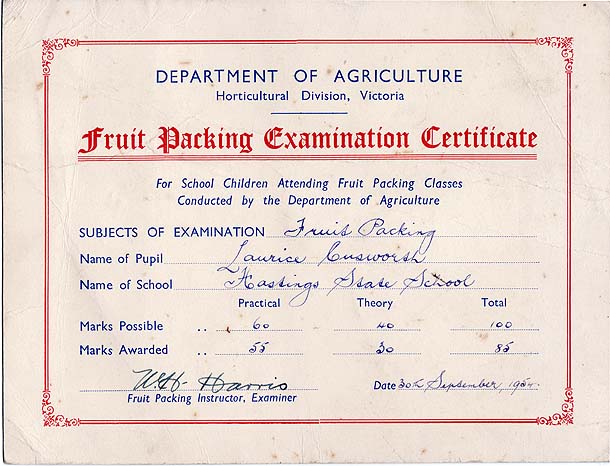 DEPARTMENT OF AGRICULTURE
Horticultural Division, Victoria
Fruit Packing Examination Certificate
For School Children Attending Fruit Packing Classes
Conducted by the Department of Agriculture
SUBJECTS OF EXAMINATION Fruit Packing
Name of Pupil Laurice Cusworth
Name of School Hastings State School
Practical Theory Total
Marks Possible .. 60 40 100
Marks Awarded .. 55 30 85
W.H. Harris Date 30th September, 1954.
Fruit Packing Instructor, Examiner